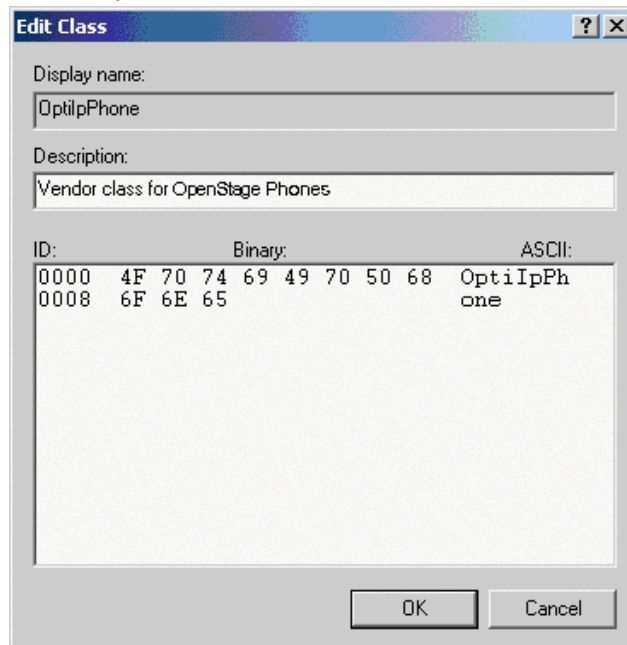 Edit Class
Display name:
OptiIpPhone
Description:
Vendor class for OpenStage Phones
ID: Binary: ASCII:
0000 4F 70 74 69 49 70 50 68 OptiIpPh
0008 6F 6E 65 one
OK Cancel